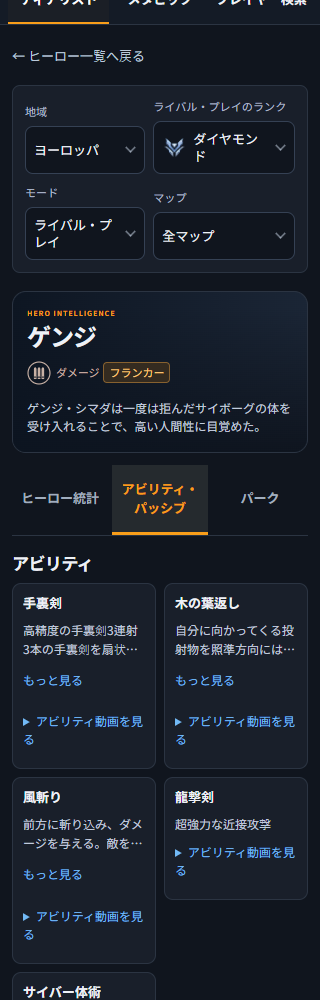 ← ヒーロー一覧へ戻る
地域
ライバル・プレイのランク
ヨーロッパ
ダイヤモン
ド
モード
マップ
ライバル・プ
レイ
全マップ
HERO INTELLIGENCE
ゲンジ
ダメージ フランカー
ゲンジ・シマダは一度は拒んだサイボーグの体を
受け入れることで、高い人間性に目覚めた。
ヒーロー統計
アビリティ・
パッシブ
パーク
アビリティ
手裏剣
高精度の手裏剣3連射
3本の手裏剣を扇状…
もっと見る
▶ アビリティ動画を見
る
木の葉返し
自分に向かってくる投
射物を照準方向には…
もっと見る
▶ アビリティ動画を見
る
風斬り
前方に斬り込み、ダメ
ージを与える。敵を…
もっと見る
▶ アビリティ動画を見
る
龍撃剣
超強力な近接攻撃
▶ アビリティ動画を見
る
サイバー体術